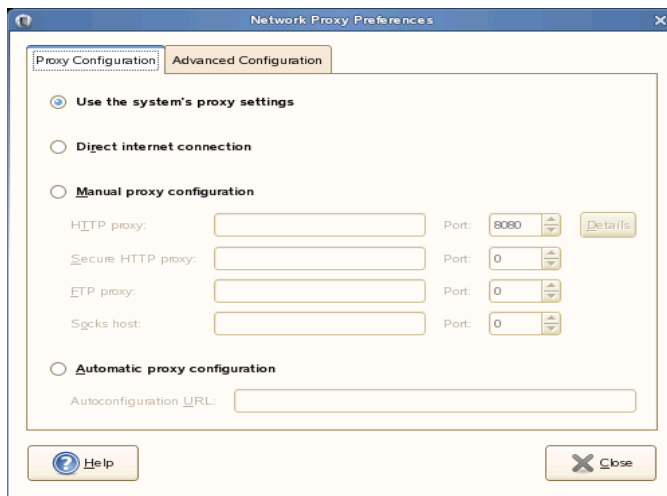 Network Proxy Preferences
Proxy Configuration Advanced Configuration
Use the system's proxy settings
Direct internet connection
Manual proxy configuration
HTTP proxy: Port: 8080 Details
Secure HTTP proxy: Port: 0
FTP proxy: Port: 0
Socks host: Port: 0
Automatic proxy configuration
Autoconfiguration URL:
Help Close